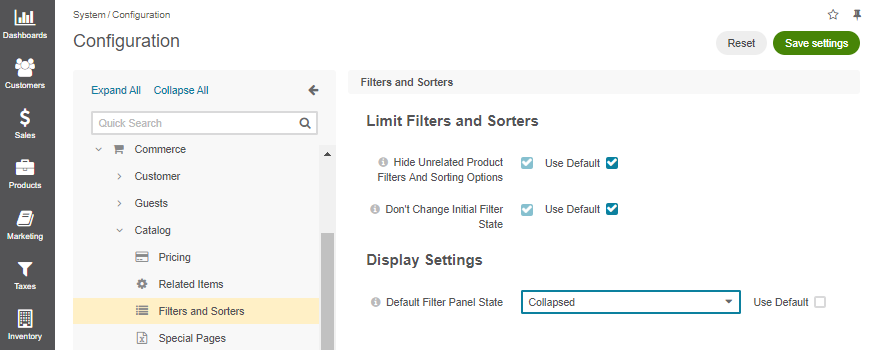 Dashboards
Customers
Sales
Products
Marketing
Taxes
Inventory
System / Configuration
Configuration
Reset
Save settings
Expand All
Collapse All
Quick Search
Commerce
Customer
Guests
Catalog
Pricing
Related Items
Filters and Sorters
Special Pages
Filters and Sorters
Limit Filters and Sorters
Hide Unrelated Product
Filters And Sorting Options
Use Default
Don't Change Initial Filter
State
Use Default
Display Settings
Default Filter Panel State
Collapsed
Use Default